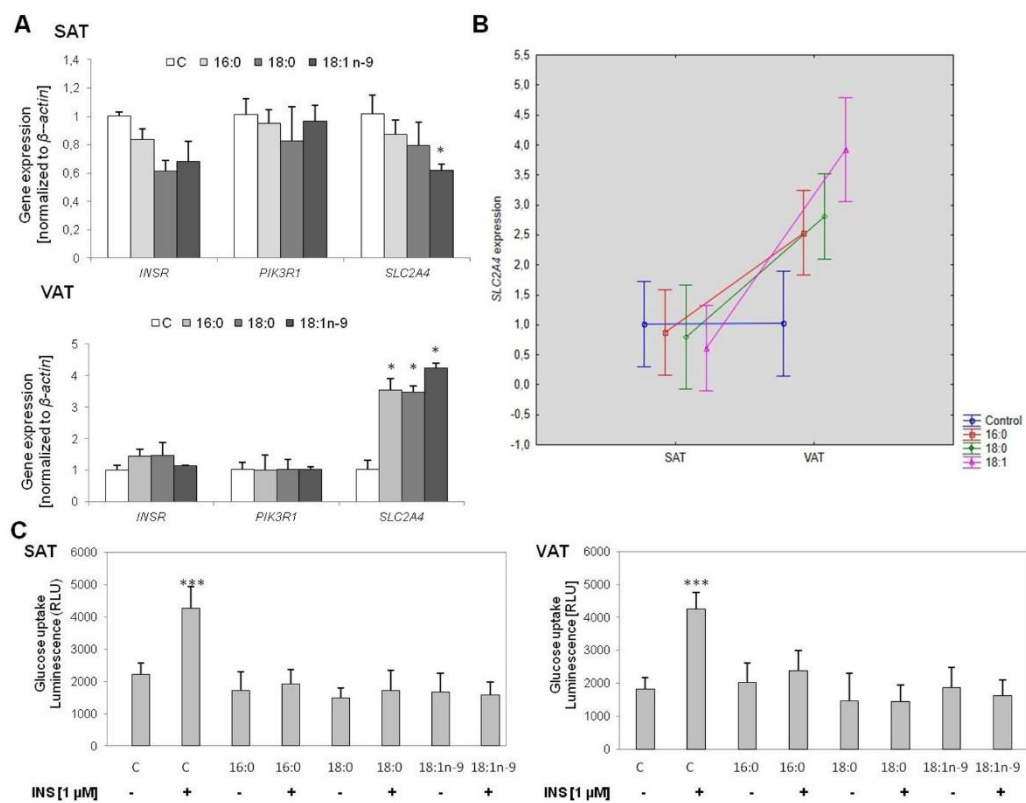 A
SAT
C 16:0 18:0 18:1 n-9
1,4
1,2
1
0,8
0,6
0,4
0,2
0
Gene expression
[normalized to β--actin]
*
INSR PIK3R1 SLC2A4
VAT
C 16:0 18:0 18:1n-9
5
4
3
2
1
0
Gene expression
[normalized to β-actin]
* * *
INSR PIK3R1 SLC2A4
B
5,5
5,0
4,5
4,0
3,5
3,0
2,5
2,0
1,5
1,0
0,5
0,0
-0,5
-1,0
SLC2A4 expression
SAT VAT
Control
16:0
18:0
18:1
C
SAT
6000
5000
4000
3000
2000
1000
0
Glucose uptake
Luminescence (RLU)
***
C C 16:0 16:0 18:0 18:0 18:1n-9 18:1n-9
INS [1 µM] - + - + - + - +
VAT
6000
5000
4000
3000
2000
1000
0
Glucose uptake
Luminescence [RLU]
***
C C 16:0 16:0 18:0 18:0 18:1n-9 18:1n-9
INS [1 µM] - + - + - + - +